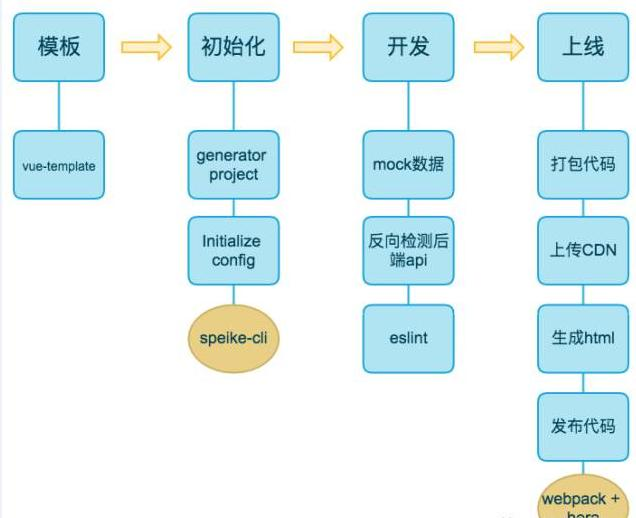 模板
初始化
开发
上线
vue-template
generator
project
Initialize
config
speike-cli
mock数据
反向检测后
端api
eslint
打包代码
上传CDN
生成html
发布代码
webpack +